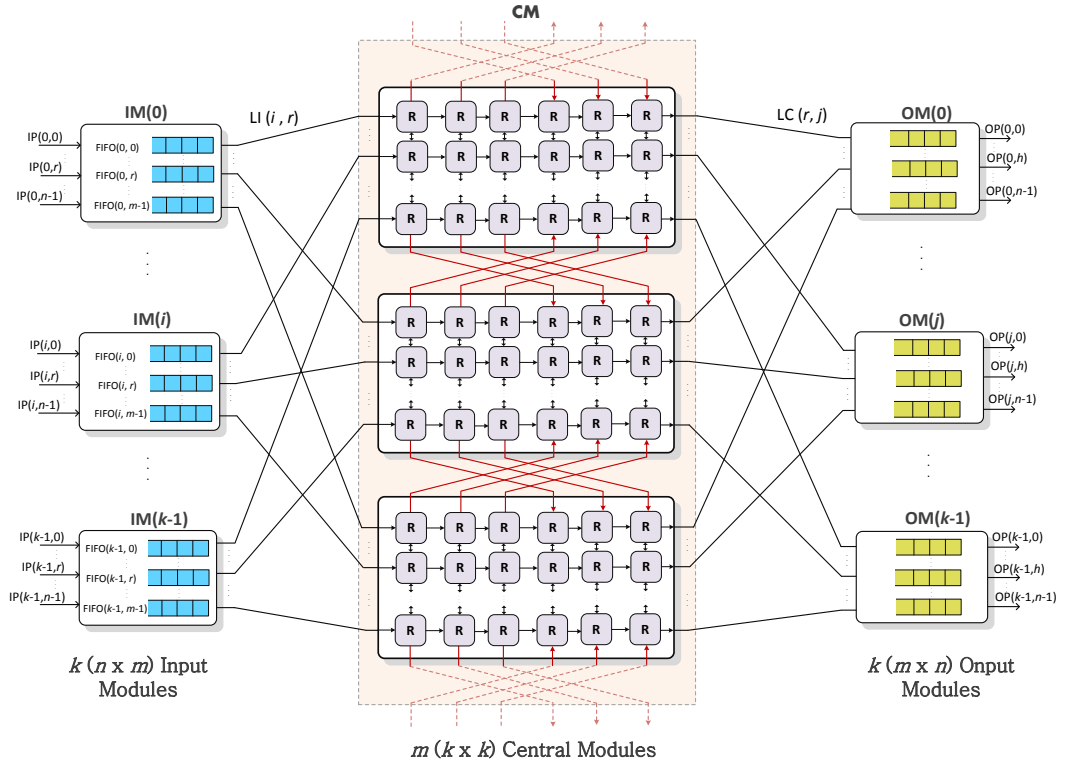 CM
IM(0)
LI (i , r)
LC (r, j)
OM(0)
IP(0,0)
IP(0,r)
IP(0,n-1)
FIFO(0, 0)
FIFO(0, r)
FIFO(0, m-1)
R R R R R R
R R R R R R
R R R R R R
OP(0,0)
OP(0,h)
OP(0,n-1)
IM(i)
IP(i,0)
IP(i,r)
IP(i,n-1)
FIFO(i, 0)
FIFO(i, r)
FIFO(i, m-1)
R R R R R R
R R R R R R
R R R R R R
OM(j)
OP(j,0)
OP(j,h)
OP(j,n-1)
IM(k-1)
IP(k-1,0)
IP(k-1,r)
IP(k-1,n-1)
FIFO(k-1, 0)
FIFO(k-1, r)
FIFO(k-1, m-1)
R R R R R R
R R R R R R
R R R R R R
OM(k-1)
OP(k-1,0)
OP(k-1,h)
OP(k-1,n-1)
k (n x m) Input
Modules
m (k x k) Central Modules
k (m x n) Onput
Modules